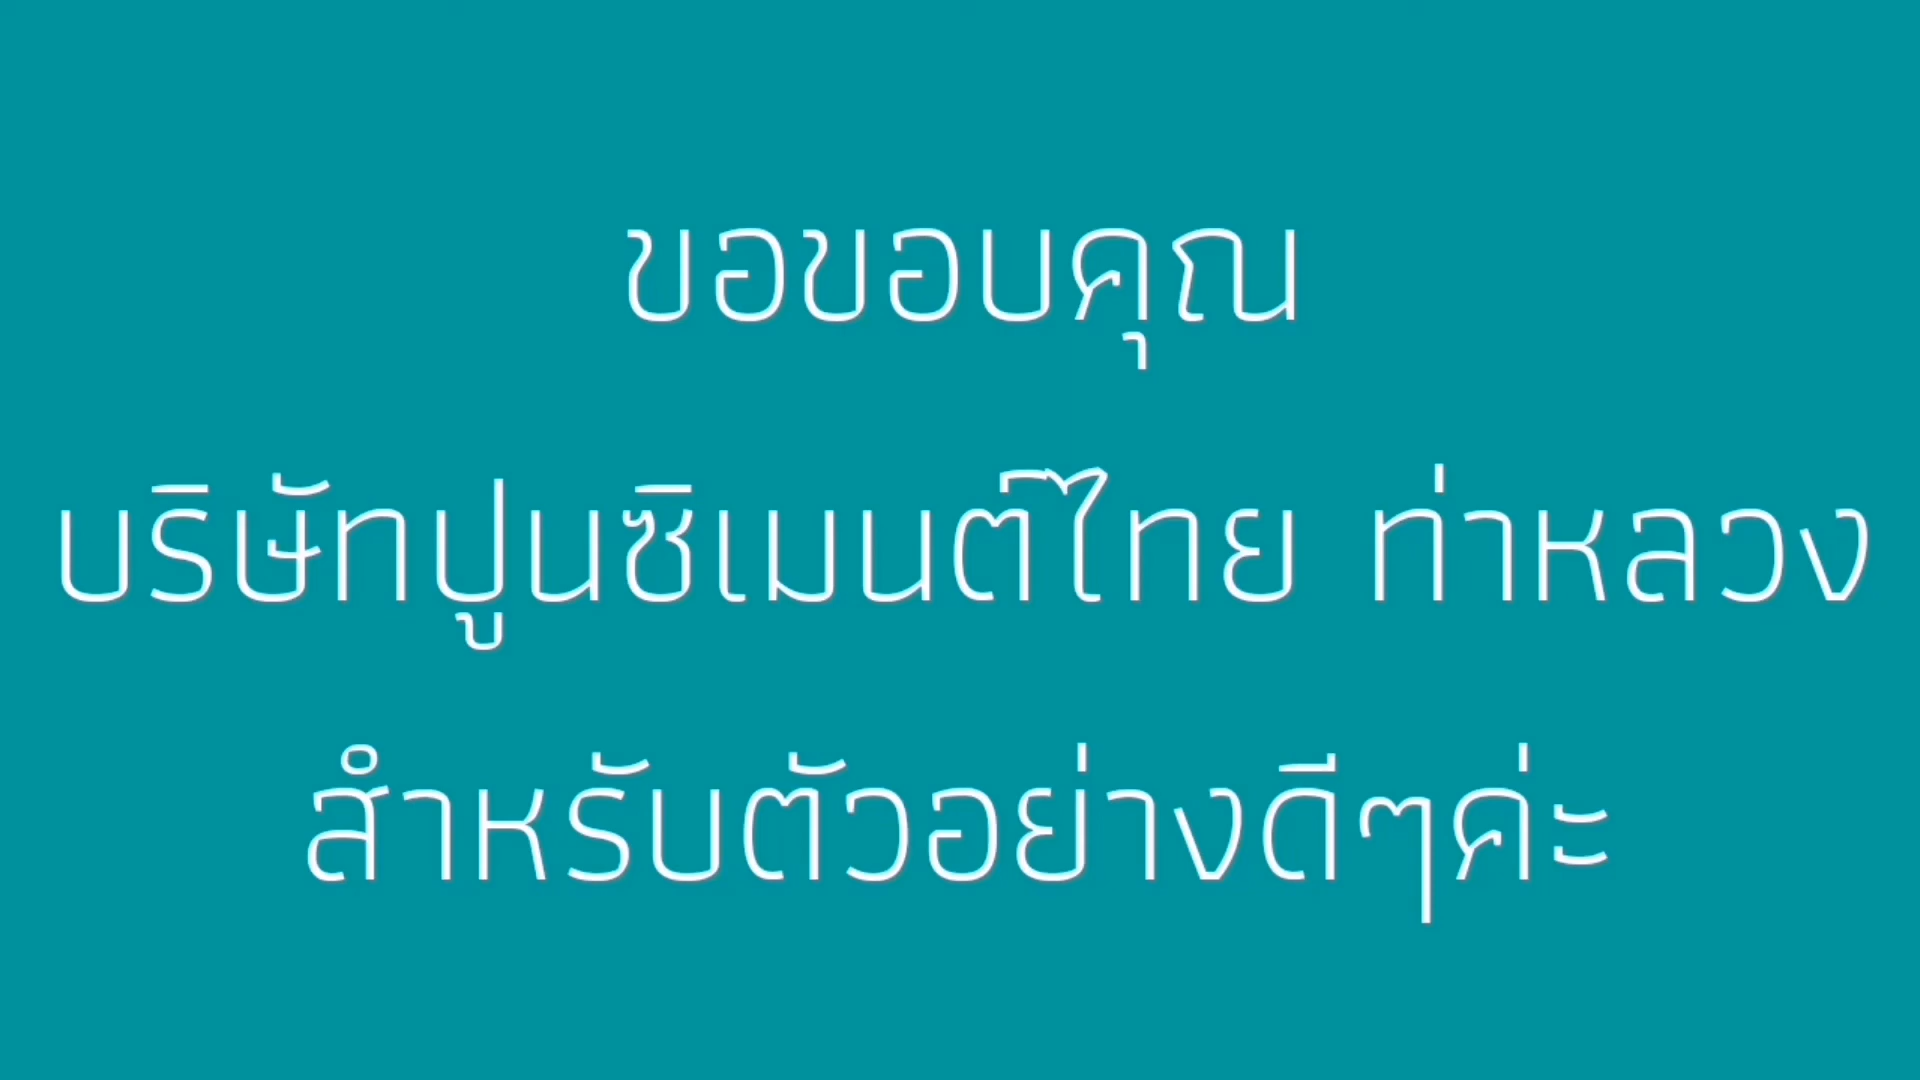 ขอขอบคุณ
บริษัทปูนซิเมนต์ไทย ท่าหลวง
สำหรับตัวอย่างดีๆค่ะ